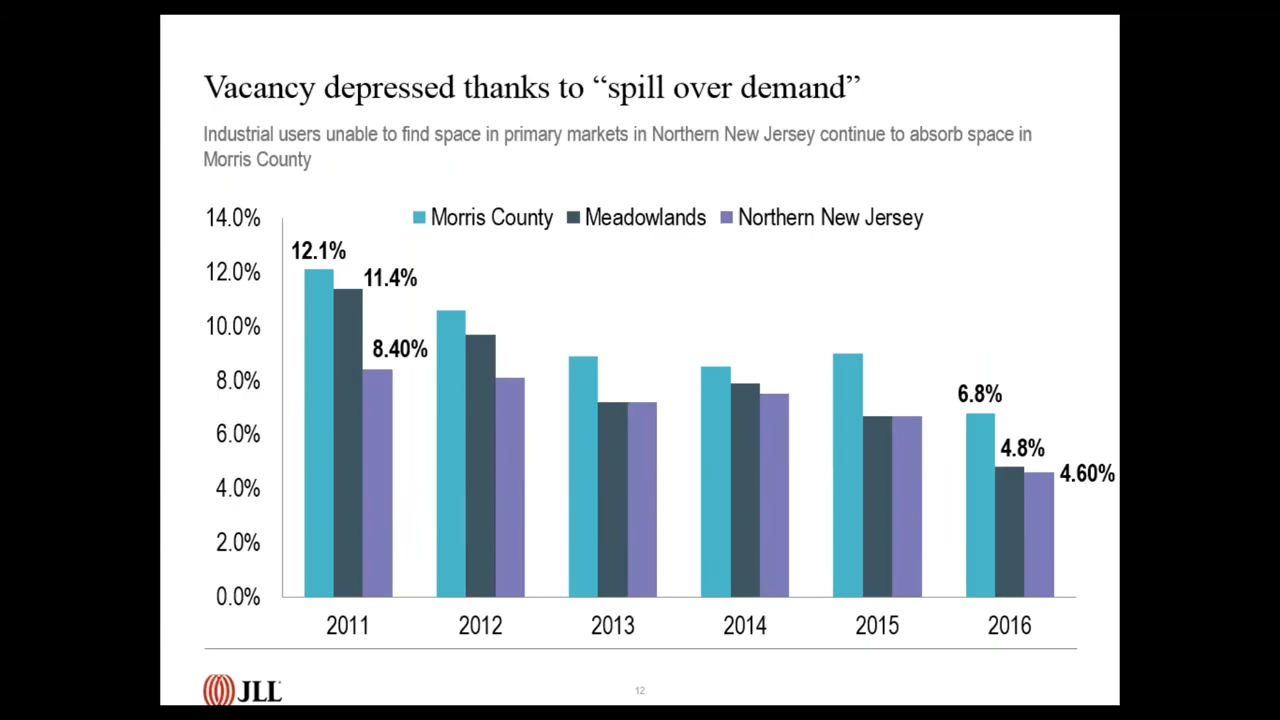 Vacancy depressed thanks to “spill over demand”
Industrial users unable to find space in primary markets in Northern New Jersey continue to absorb space in
Morris County
14.0%
Morris County Meadowlands Northern New Jersey
12.1%
12.0%
11.4%
10.0%
8.40%
8.0%
6.8%
6.0%
4.8%
4.60%
4.0%
2.0%
0.0%
2011 2012 2013 2014 2015 2016
JLL
12